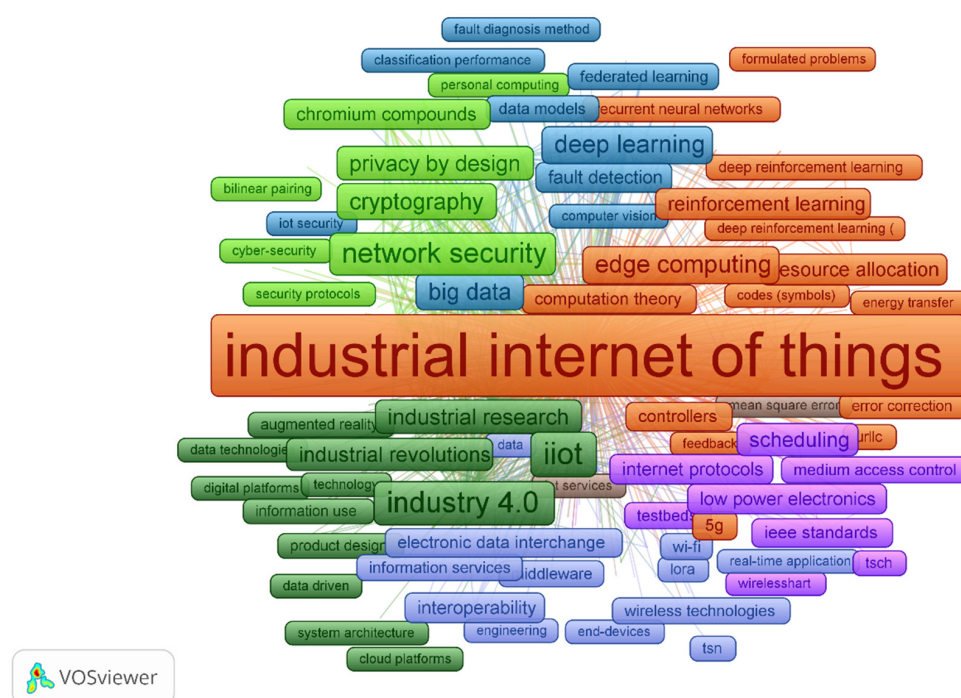 fault diagnosis method
classification performance
formulated problems
federated learning
personal computing
chromium compounds
data models
ecurrent neural networks
deep learning
privacy by design
deep reinforcement learning
fault detection
bilinear pairing
cryptography
reinforcement learning
iot security
computer vision
deep reinforcement learning (
cyber-security
network security
edge computing
esource allocation
security protocols
big data
computation theory
codes (symbols)
energy transfer
industrial internet of things
augmented reality
industrial research
controllers
mean square error
error correction
data technologie
industrial revolutions
data
iiot
feedback
scheduling
urllc
digital platforms
technology
t services
internet protocols
medium access control
information use
industry 4.0
low power electronics
testbeds
5g
ieee standards
product design
electronic data interchange
wi-fi
real-time application
tsch
data driven
information services
iddleware
lora
wirelesshart
interoperability
wireless technologies
system architecture
engineering
end-devices
tsn
cloud platforms
VOSviewer